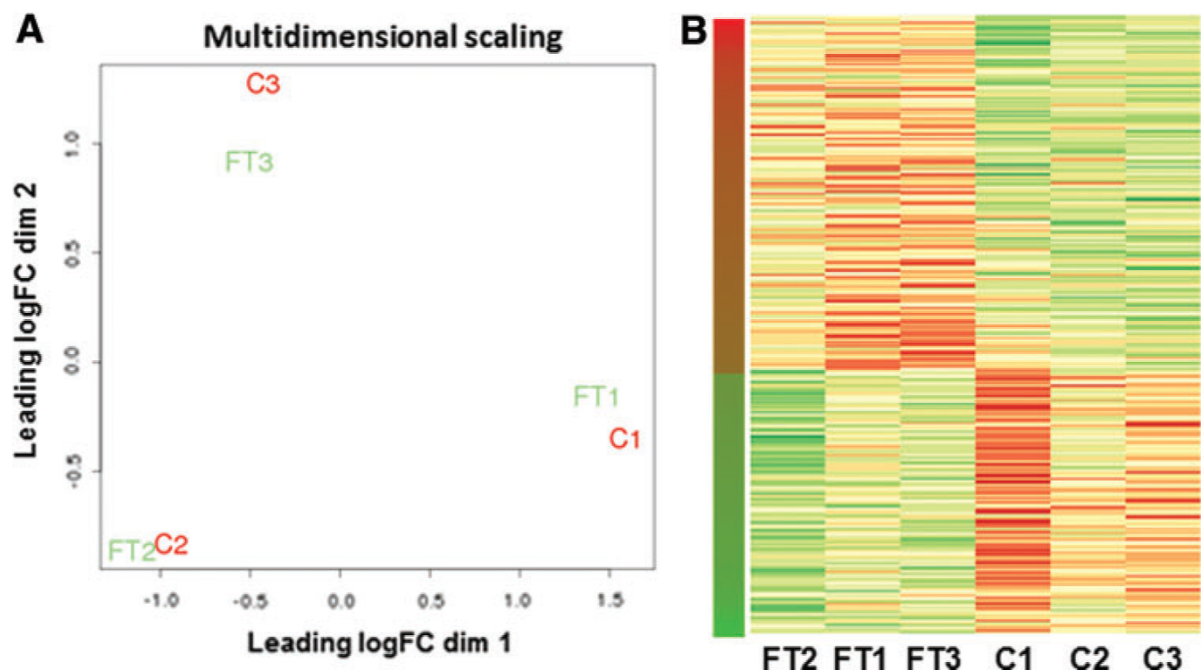 A
Multidimensional scaling
C3
FT3
FT1
C1
FT2
C2
1.0
0.5
0.0
-0.5
Leading logFC dim 2
-1.0
-0.5
0.0
0.5
1.0
1.5
Leading logFC dim 1
B
FT2 FT1 FT3 C1 C2 C3